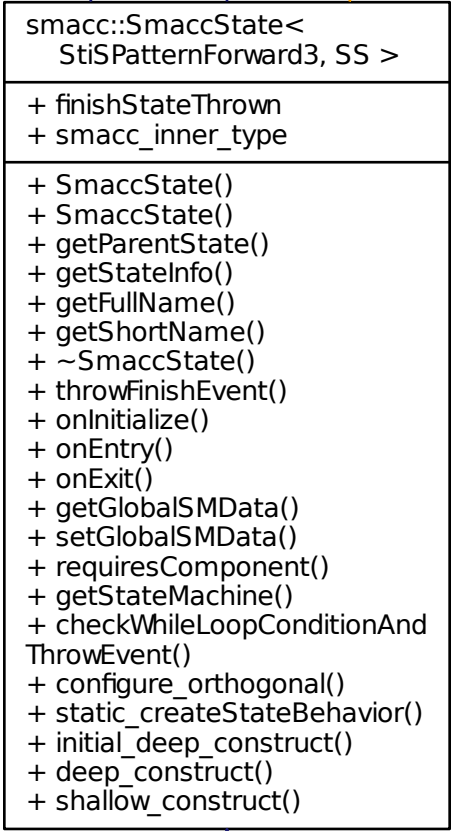 smacc::SmaccState<
StiSPatternForward3, SS >
+ finishStateThrown
+ smacc_inner_type
+ SmaccState()
+ SmaccState()
+ getParentState()
+ getStateInfo()
+ getFullName()
+ getShortName()
+ ~SmaccState()
+ throwFinishEvent()
+ onInitialize()
+ onEntry()
+ onExit()
+ getGlobalSMData()
+ setGlobalSMData()
+ requiresComponent()
+ getStateMachine()
+ checkWhileLoopConditionAnd
ThrowEvent()
+ configure_orthogonal()
+ static_createStateBehavior()
+ initial_deep_construct()
+ deep_construct()
+ shallow_construct()